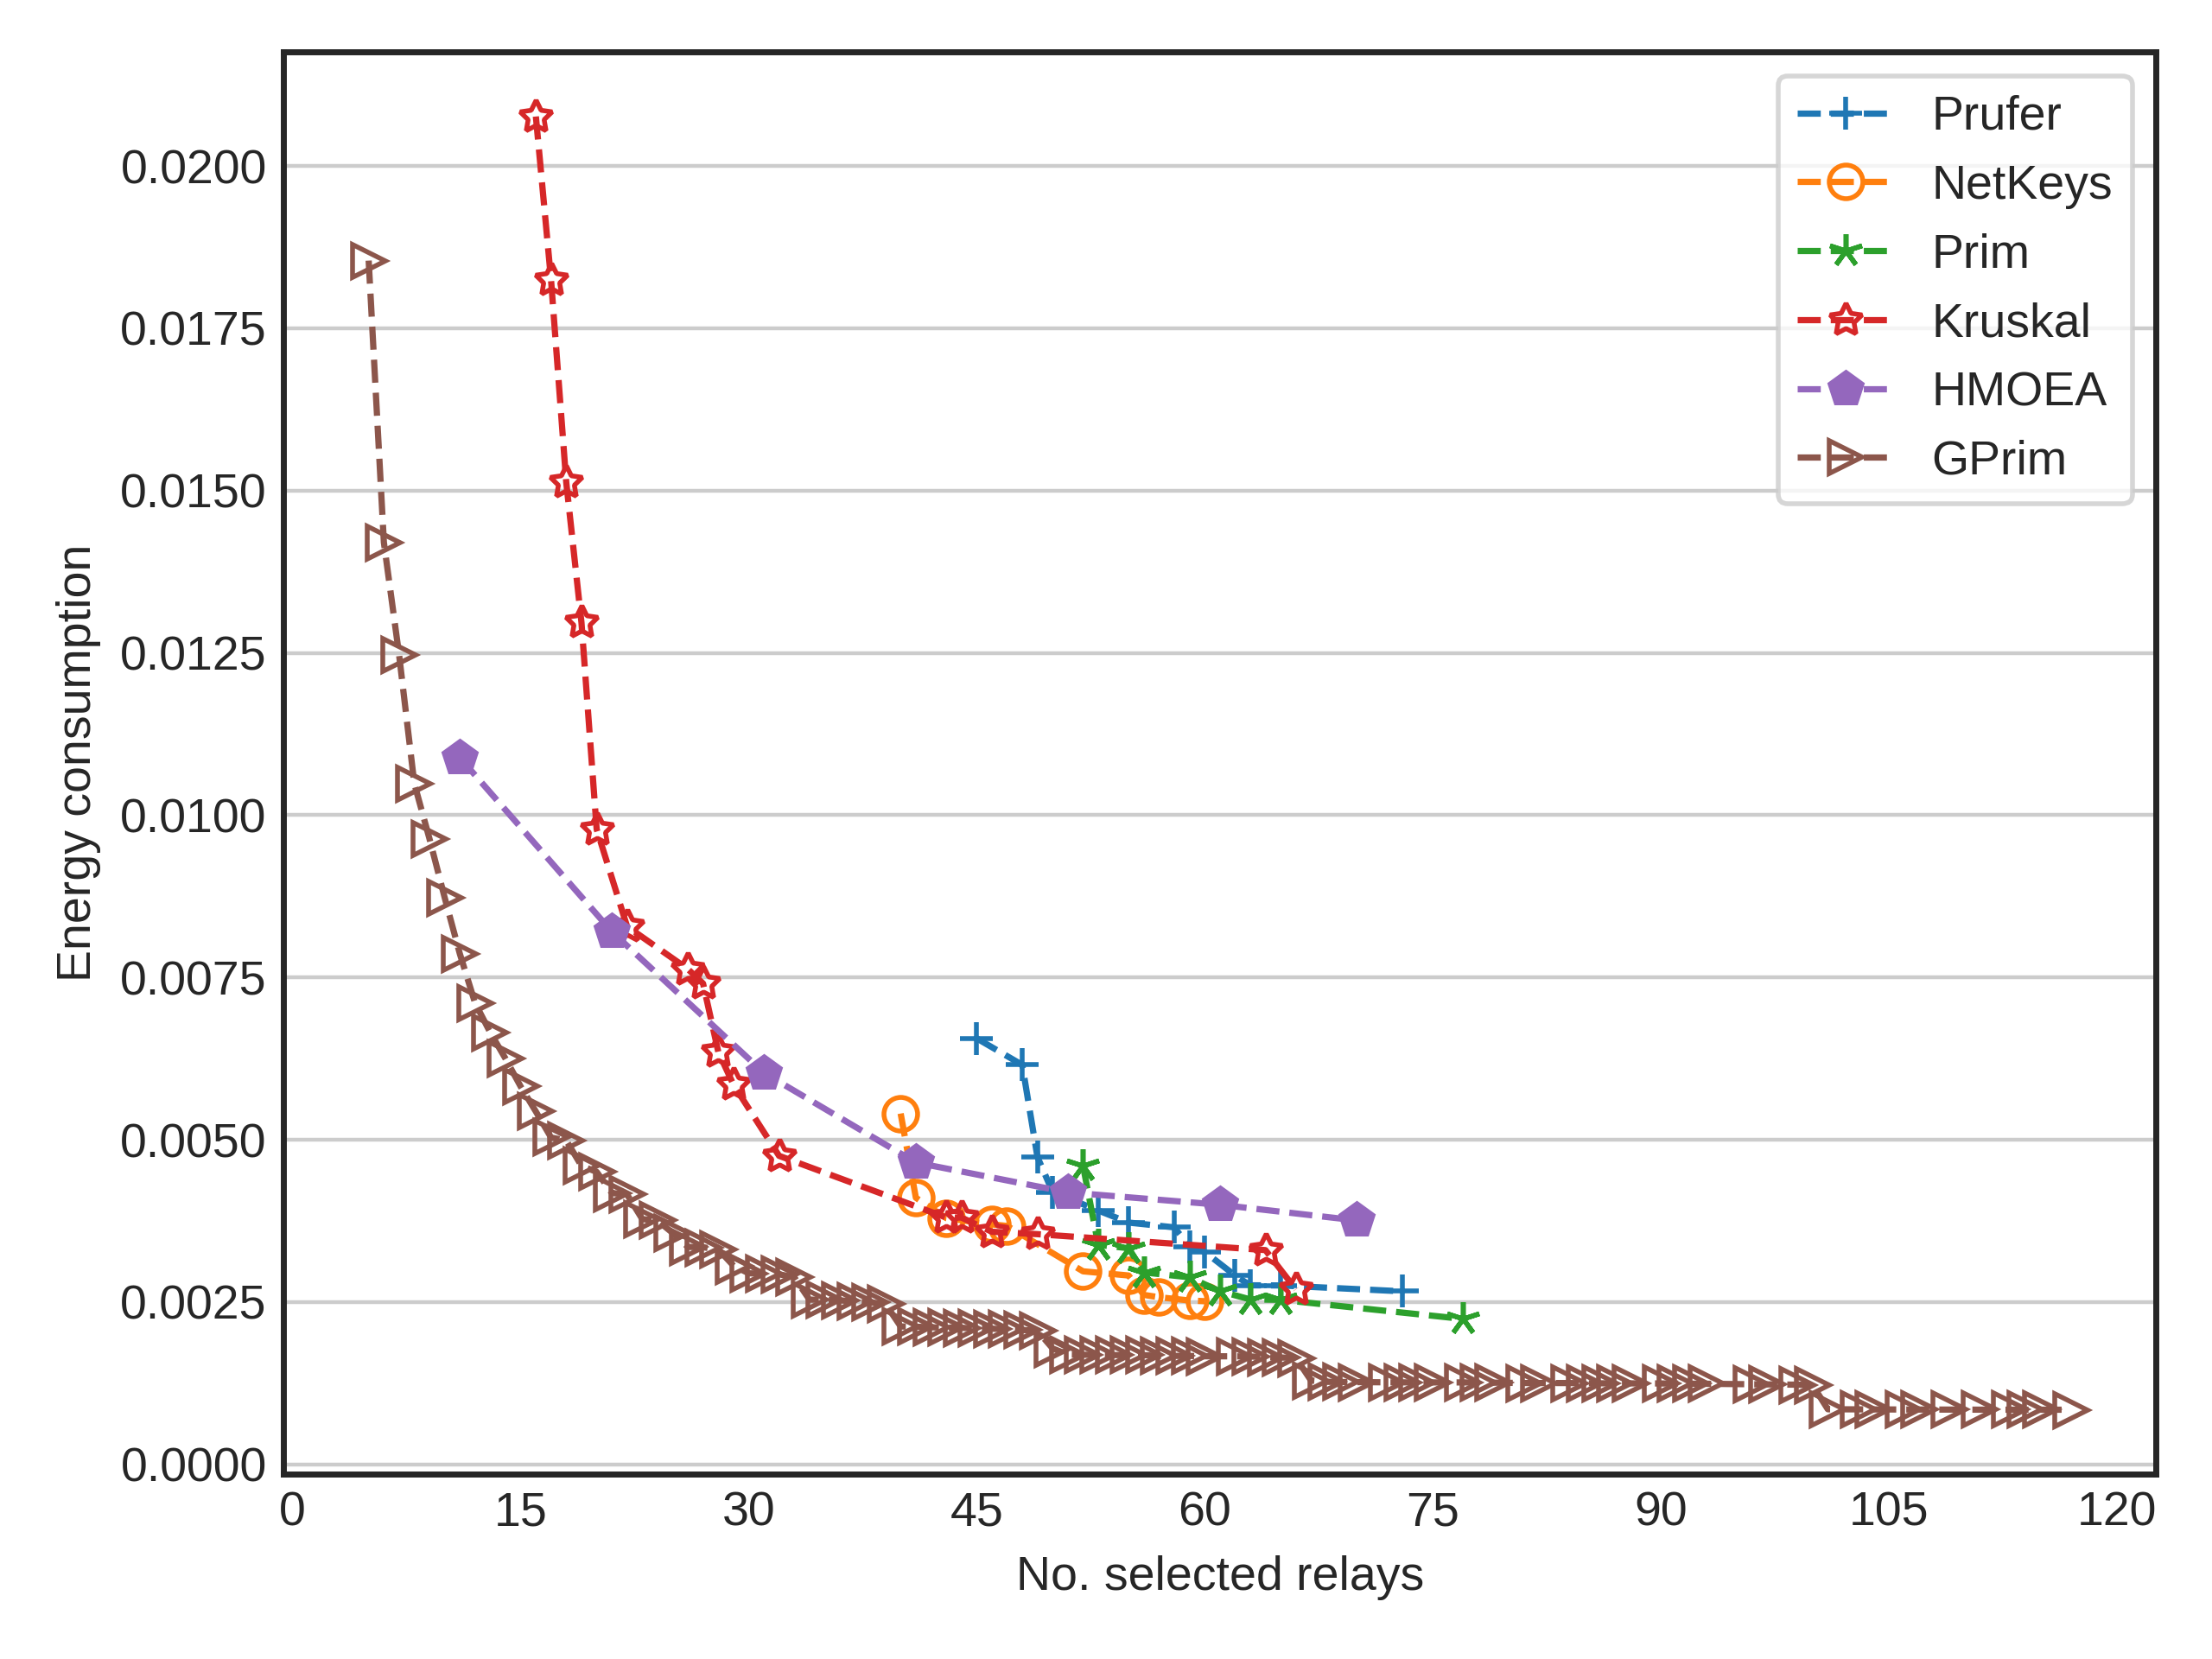 Prufer
NetKeys
Prim
Kruskal
HMOEA
GPrim
Energy consumption
0.0200
0.0175
0.0150
0.0125
0.0100
0.0075
0.0050
0.0025
0.0000
0 15 30 45 60 75 90 105 120
No. selected relays